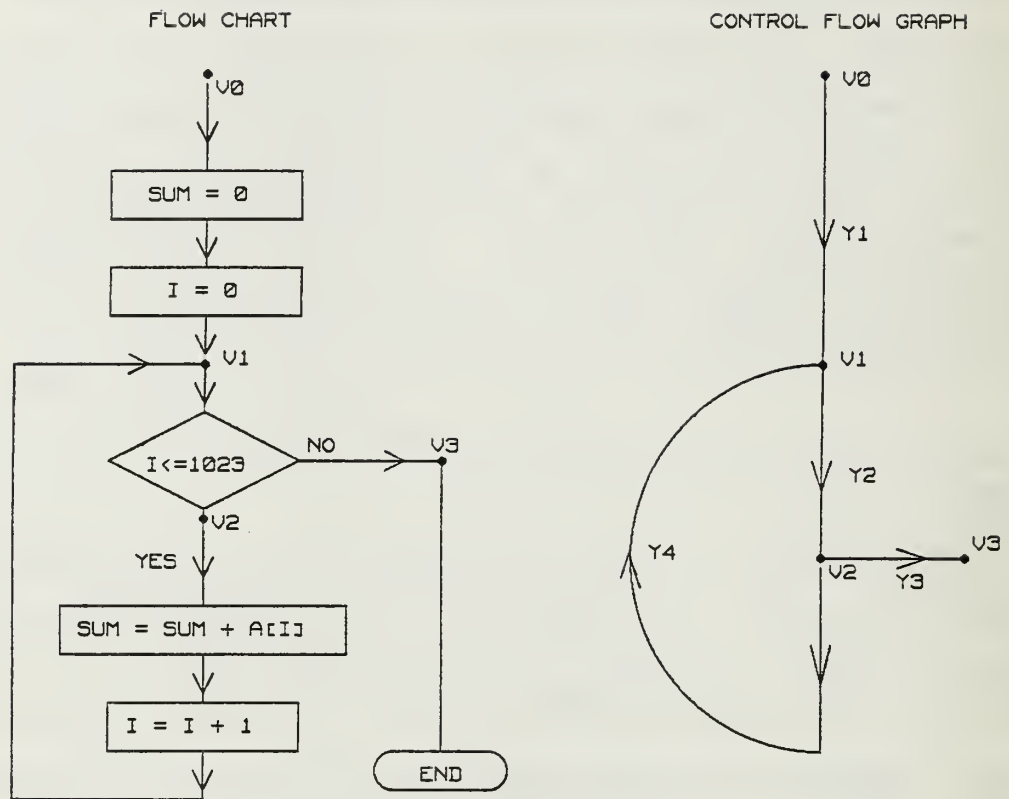 FLOW CHART
V0
SUM = 0
I = 0
V1
I<=1023
NO
V3
V2
YES
SUM = SUM + A[I]
I = I + 1
END
CONTROL FLOW GRAPH
V0
Y1
V1
Y2
V3
Y4
V2
Y3